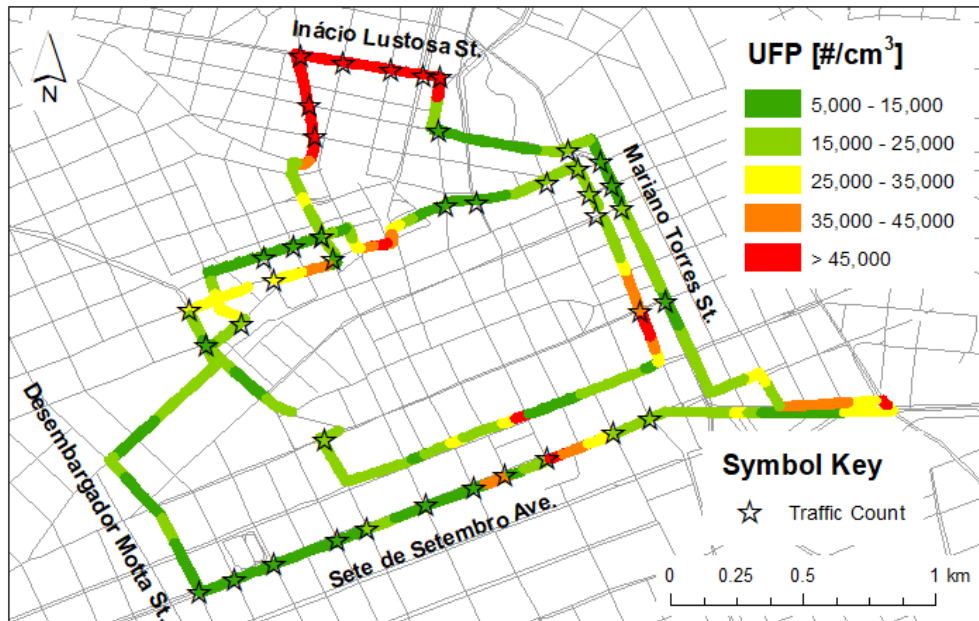 Inácio Lustosa St.
N
UFP [#/cm³]
5,000 - 15,000
15,000 - 25,000
25,000 - 35,000
35,000 - 45,000
> 45,000
Mariano Torres St.
Desembargador Motta St.
Sete de Setembro Ave.
Symbol Key
Traffic Count
0 0.25 0.5 1 km